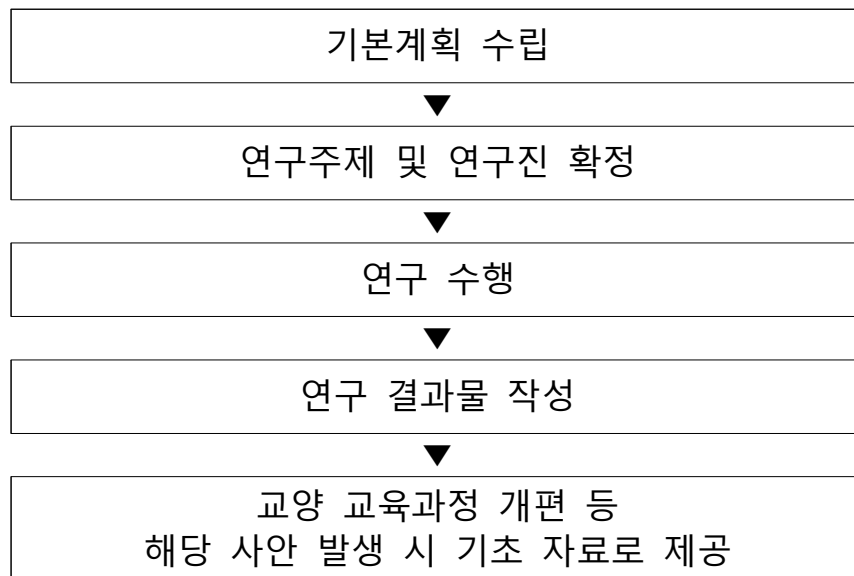 기본계획 수립
▼
연구주제 및 연구진 확정
▼
연구 수행
▼
연구 결과물 작성
▼
교양 교육과정 개편 등
해당 사안 발생 시 기초 자료로 제공